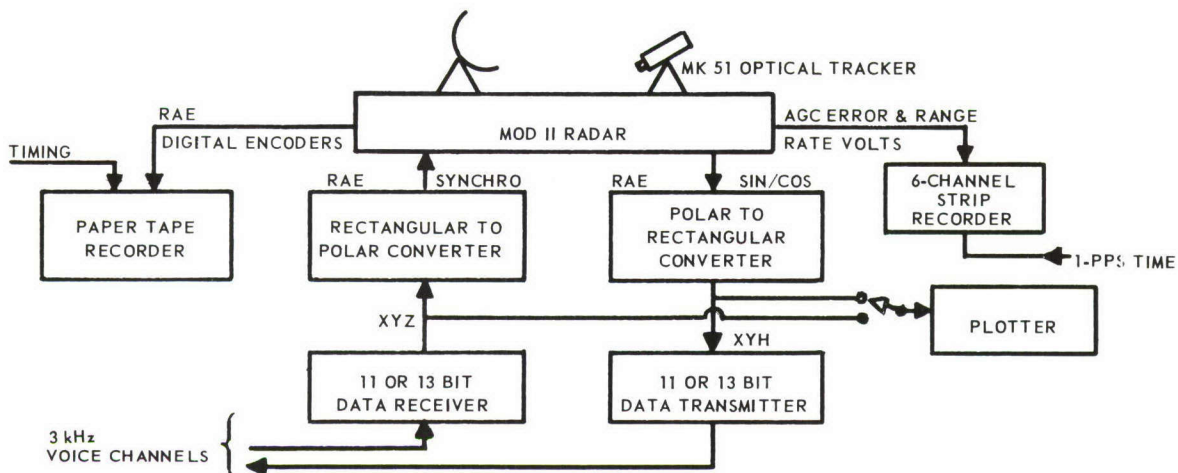 MK 51 OPTICAL TRACKER
RAE
DIGITAL ENCODERS
MOD II RADAR
AGC ERROR & RANGE
RATE VOLTS
TIMING
PAPER TAPE
RECORDER
RAE SYNCHRO
RECTANGULAR TO
POLAR CONVERTER
RAE SIN/COS
POLAR TO
RECTANGULAR
CONVERTER
6-CHANNEL
STRIP
RECORDER
1-PPS TIME
PLOTTER
XYZ
XYH
11 OR 13 BIT
DATA RECEIVER
11 OR 13 BIT
DATA TRANSMITTER
3 kHz
VOICE CHANNELS